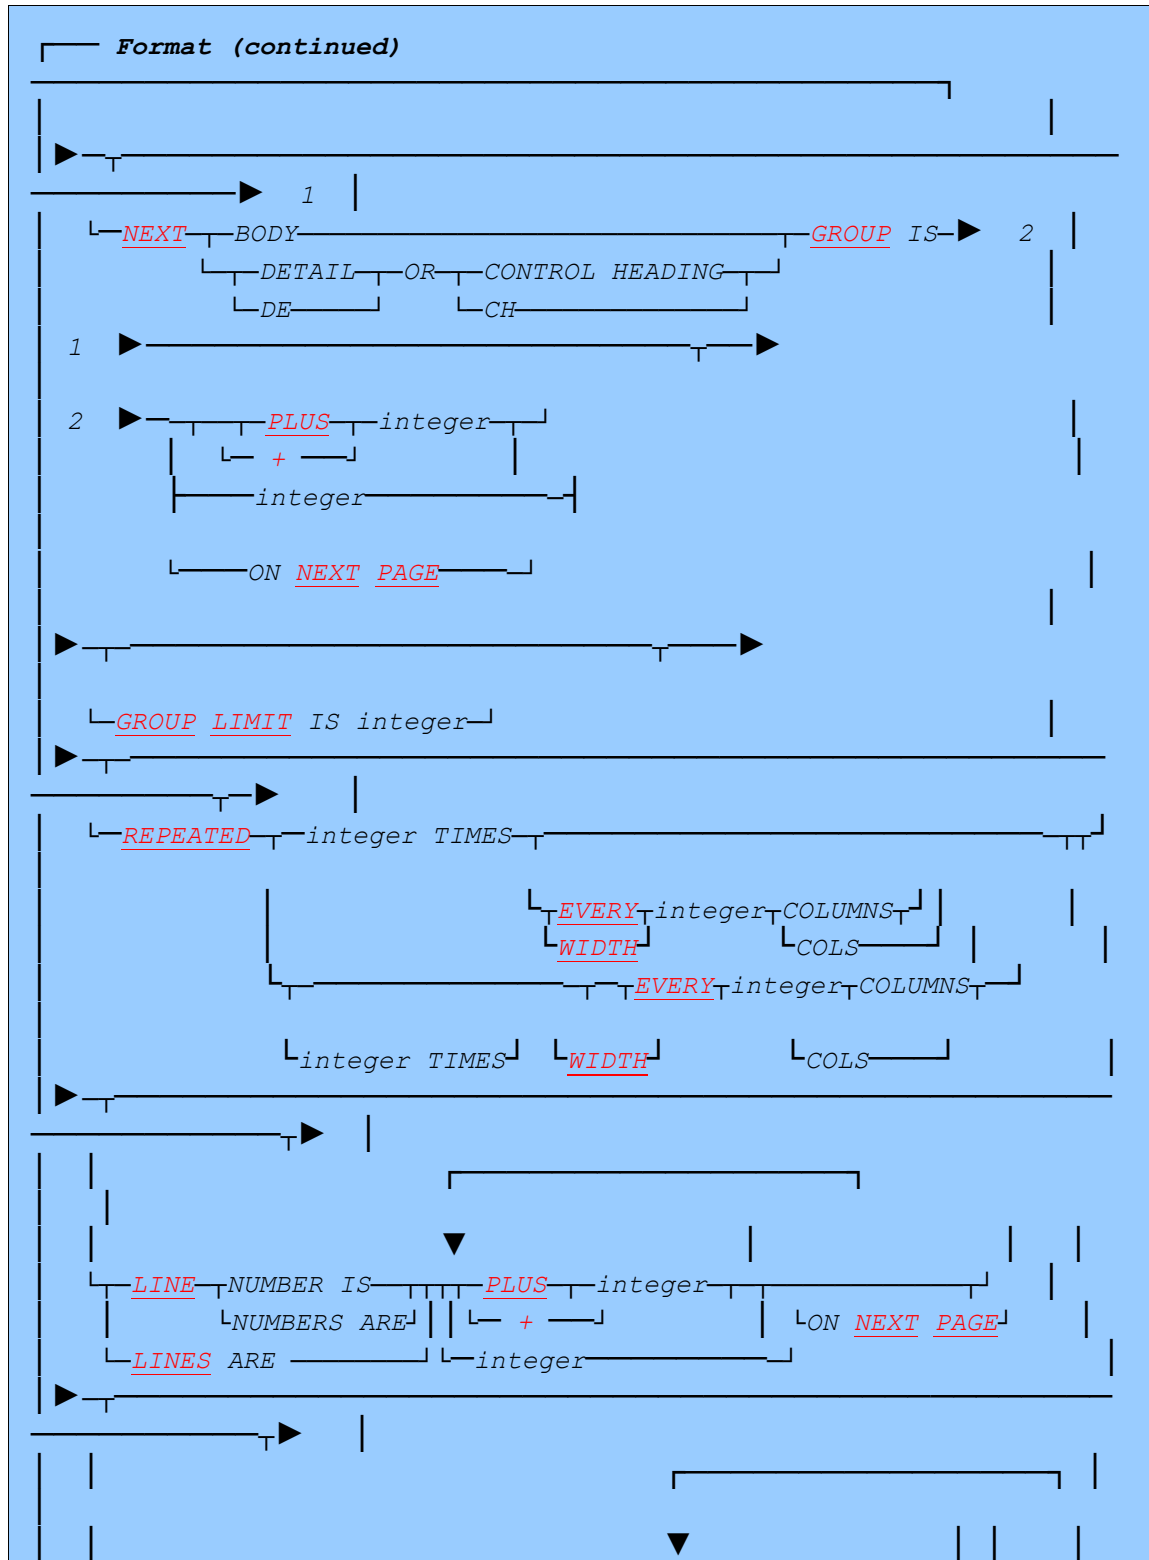 Format (continued)
1
NEXT BODY GROUP IS 2
DETAIL OR CONTROL HEADING
DE CH
1
2 PLUS integer
+
integer
ON NEXT PAGE
GROUP LIMIT IS integer
REPEATED integer TIMES
EVERY integer COLUMNS
WIDTH COLS
EVERY integer COLUMNS
integer TIMES WIDTH COLS
LINE NUMBER IS PLUS integer
NUMBERS ARE + ON NEXT PAGE
LINES ARE integer